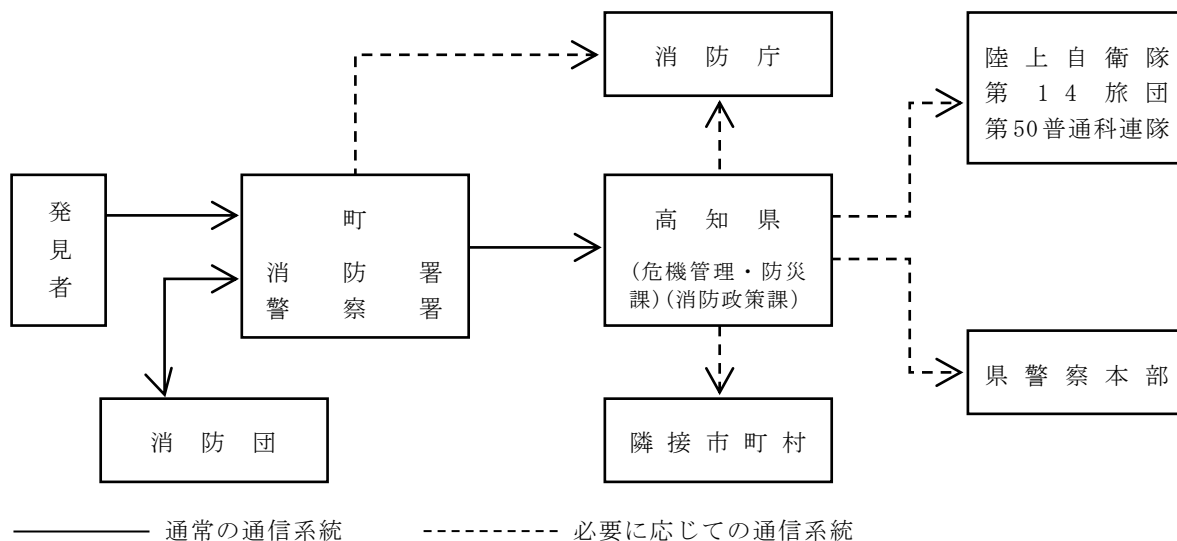 消防庁
陸上自衛隊
第14旅団
第50普通科連隊
発見者
町
消防署
警察署
高知県
(危機管理・防災
課)(消防政策課)
県警察本部
消防団
隣接市町村
通常の通信系統
必要に応じての通信系統